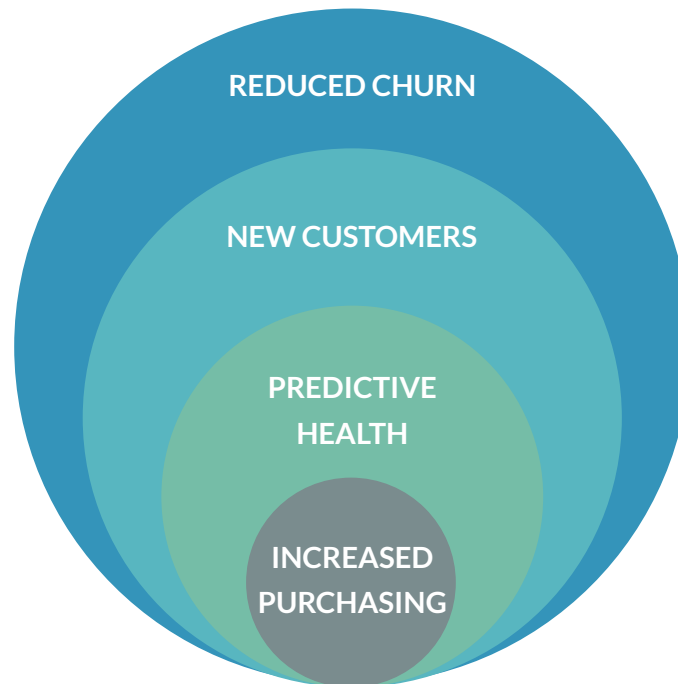 REDUCED CHURN
NEW CUSTOMERS
PREDICTIVE
HEALTH
INCREASED
PURCHASING